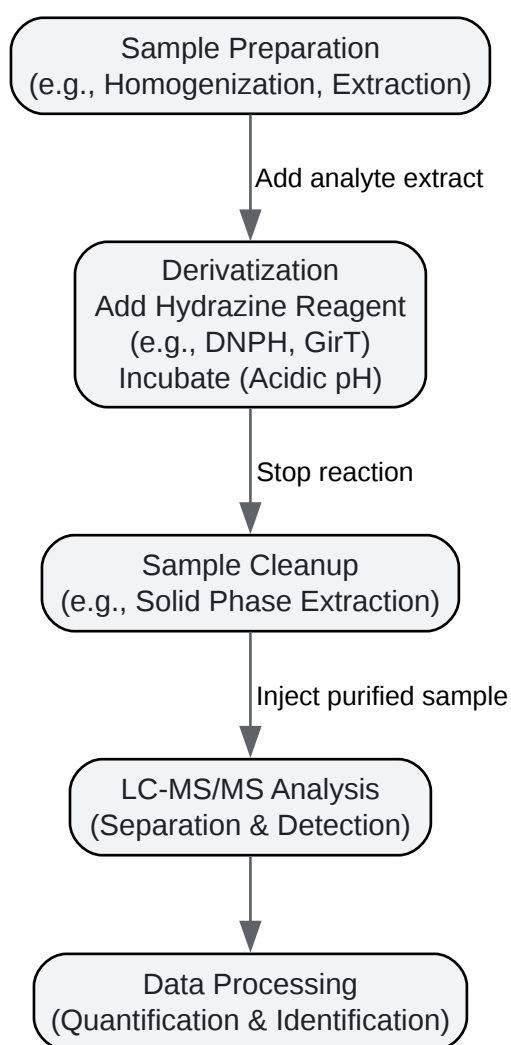 Sample Preparation
(e.g., Homogenization, Extraction)
Add analyte extract
Derivatization
Add Hydrazine Reagent
(e.g., DNPH, GirT)
Incubate (Acidic pH)
Stop reaction
Sample Cleanup
(e.g., Solid Phase Extraction)
Inject purified sample
LC-MS/MS Analysis
(Separation & Detection)
Data Processing
(Quantification & Identification)